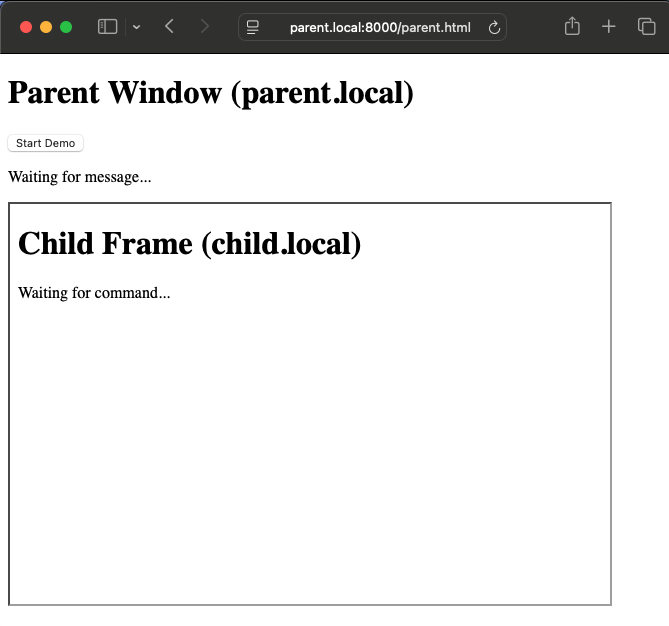 parent.local:8000/parent.html
Parent Window (parent.local)
Start Demo
Waiting for message...
Child Frame (child.local)
Waiting for command...